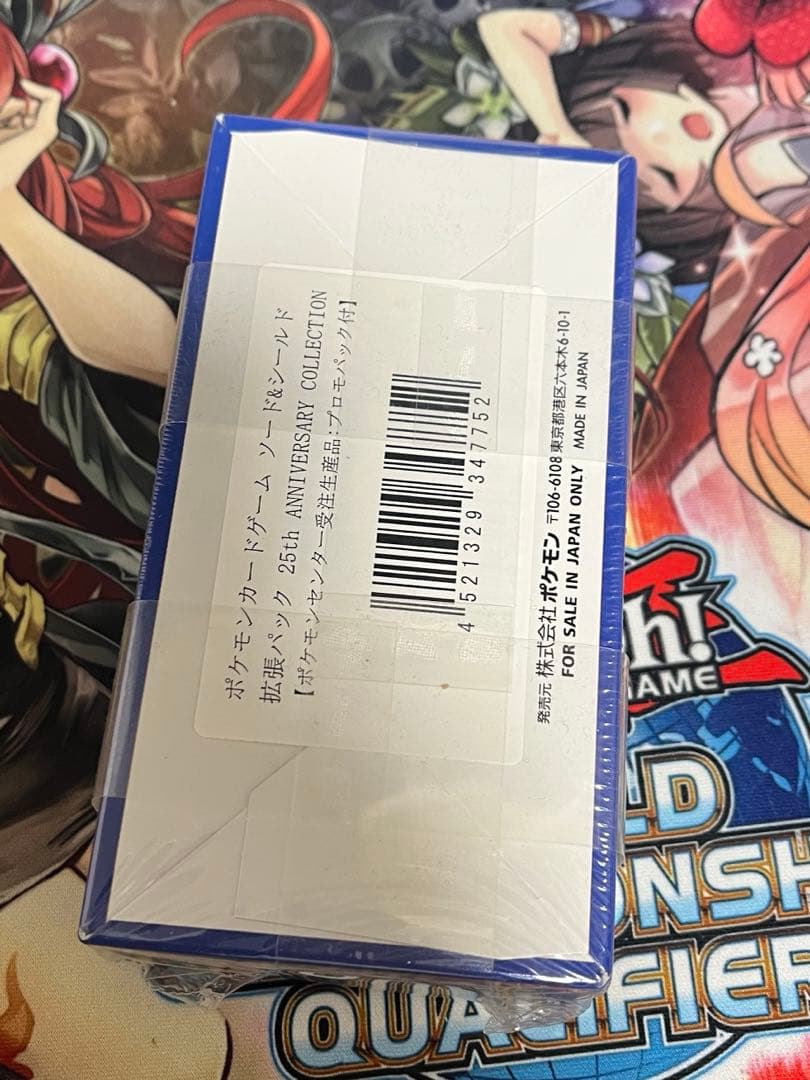 ポケモンカードゲーム ソード&シールド
拡張パック 25th ANNIVERSARY COLLECTION
【ポケモンセンター受注生産品:プロモパック付】
4 521329 347752
発売元 株式会社ポケモン 〒106-6108 東京都港区六本木6-10-1
FOR SALE IN JAPAN ONLY MADE IN JAPAN
h!
GAME
LD
ONSH
QUALIFIER